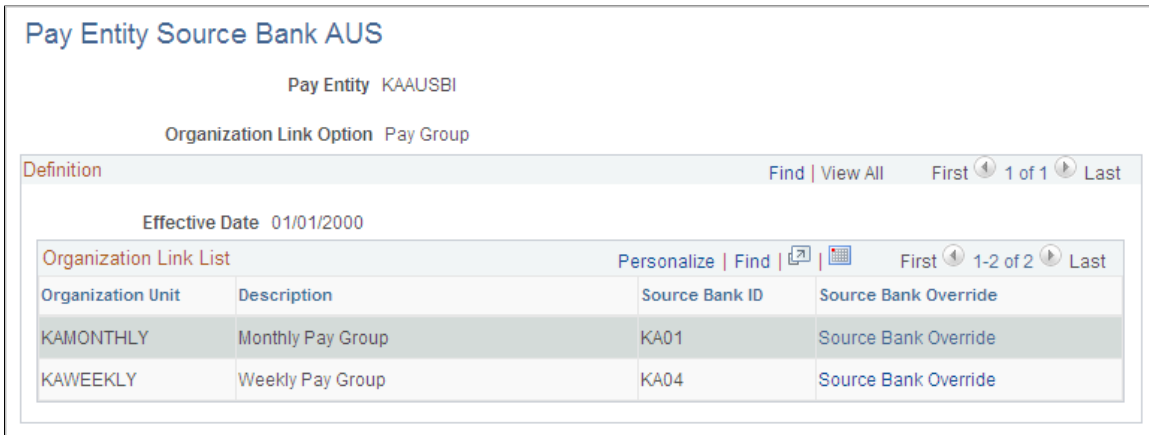 Pay Entity Source Bank AUS
Pay Entity KAAUSBI
Organization Link Option Pay Group
Definition Find | View All First 1 of 1 Last
Effective Date 01/01/2000
Organization Link List Personalize | Find | | First 1-2 of 2 Last
Organization Unit Description Source Bank ID Source Bank Override
KAMONTHLY Monthly Pay Group KA01 Source Bank Override
KAWEEKLY Weekly Pay Group KA04 Source Bank Override